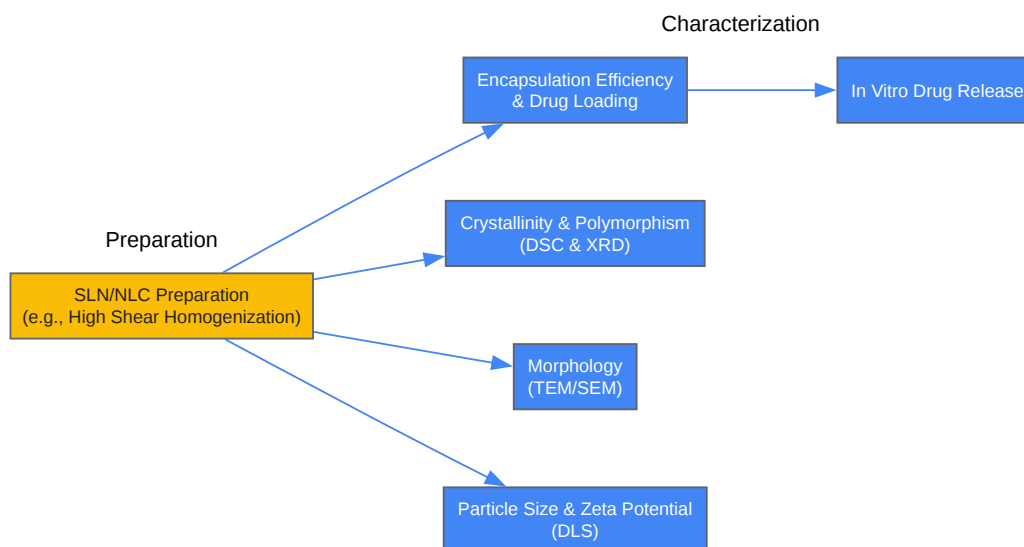 Characterization
Encapsulation Efficiency
& Drug Loading
In Vitro Drug Release
Crystallinity & Polymorphism
(DSC & XRD)
Preparation
SLN/NLC Preparation
(e.g., High Shear Homogenization)
Morphology
(TEM/SEM)
Particle Size & Zeta Potential
(DLS)